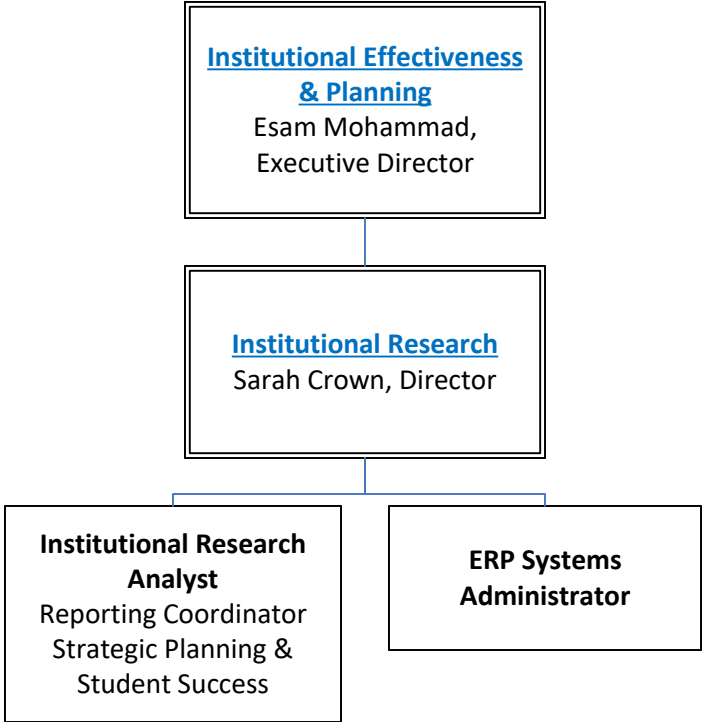 Institutional Effectiveness
& Planning
Esam Mohammad,
Executive Director
Institutional Research
Sarah Crown, Director
Institutional Research
Analyst
Reporting Coordinator
Strategic Planning &
Student Success
ERP Systems
Administrator